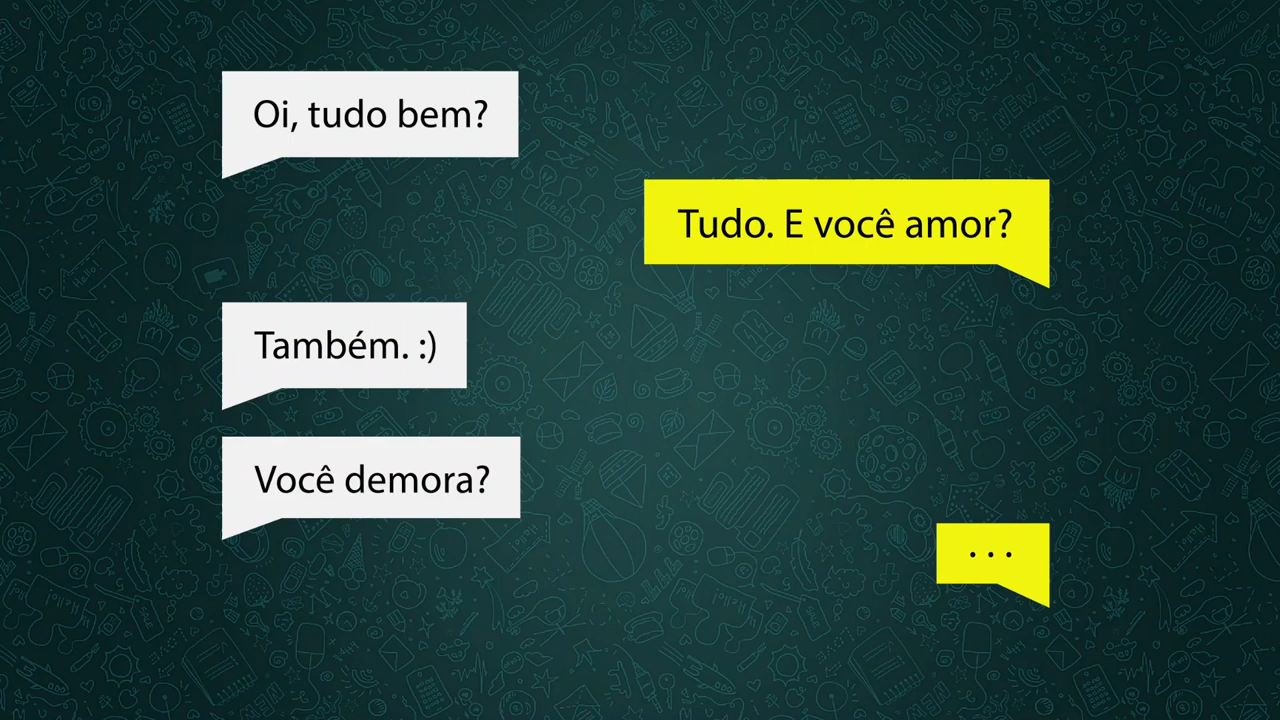 Oi, tudo bem?
Tudo. E você amor?
Também. :)
Você demora?
...